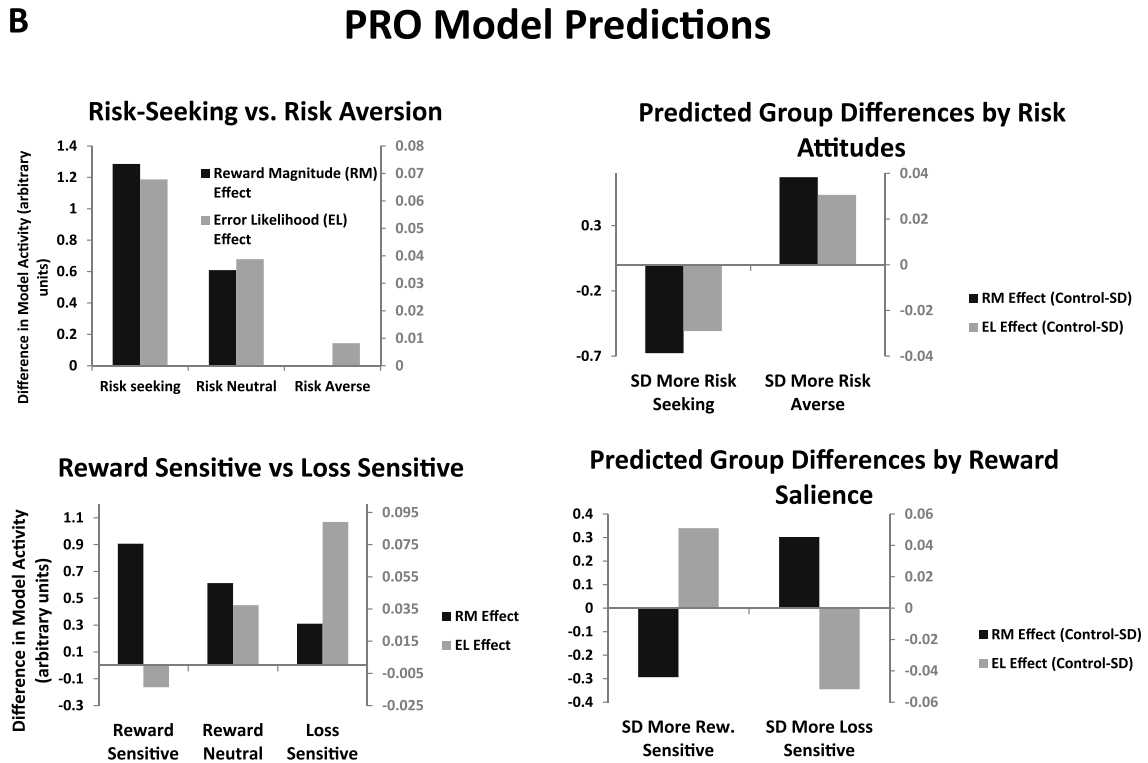 B
PRO Model Predictions
Risk-Seeking vs. Risk Aversion
Difference in Model Activity (arbitrary
units)
1.4
1.2
1
0.8
0.6
0.4
0.2
0
0.08
0.07
0.06
0.05
0.04
0.03
0.02
0.01
0
Reward Magnitude (RM)
Effect
Error Likelihood (EL)
Effect
Risk seeking
Risk Neutral
Risk Averse
Predicted Group Differences by Risk
Attitudes
0.3
-0.2
-0.7
0.04
0.02
0
-0.02
-0.04
RM Effect (Control-SD)
EL Effect (Control-SD)
SD More Risk
Seeking
SD More Risk
Averse
Reward Sensitive vs Loss Sensitive
Difference in Model Activity
(arbitrary units)
1.1
0.9
0.7
0.5
0.3
0.1
-0.1
-0.3
0.095
0.075
0.055
0.035
0.015
-0.005
-0.025
RM Effect
EL Effect
Reward
Sensitive
Reward
Neutral
Loss
Sensitive
Predicted Group Differences by Reward
Salience
0.4
0.3
0.2
0.1
0
-0.1
-0.2
-0.3
-0.4
0.06
0.04
0.02
0
-0.02
-0.04
-0.06
RM Effect (Control-SD)
EL Effect (Control-SD)
SD More Rew.
Sensitive
SD More Loss
Sensitive